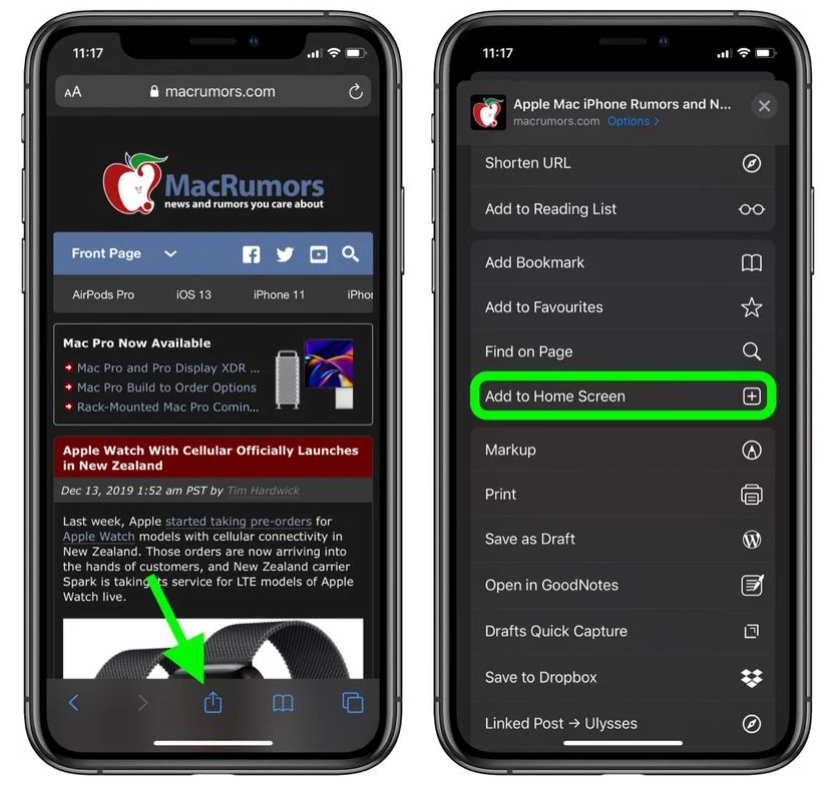 11:17
AA macrumors.com
MacRumors
news and rumors you care about
Front Page
AirPods Pro iOS 13 iPhone 11 iPhor
Mac Pro Now Available
Mac Pro and Pro Display XDR ...
Mac Pro Build to Order Options
Rack-Mounted Mac Pro Comin...
Apple Watch With Cellular Officially Launches
in New Zealand
Dec 13, 2019 1:52 am PST by Tim Hardwick
Last week, Apple started taking pre-orders for
Apple Watch models with cellular connectivity in
New Zealand. Those orders are now arriving into
the hands of customers, and New Zealand carrier
Spark is taking its service for LTE models of Apple
Watch live.
11:17
Apple Mac iPhone Rumors and N...
macrumors.com Options >
Shorten URL
Add to Reading List
Add Bookmark
Add to Favourites
Find on Page
Add to Home Screen
Markup
Print
Save as Draft
Open in GoodNotes
Drafts Quick Capture
Save to Dropbox
Linked Post → Ulysses